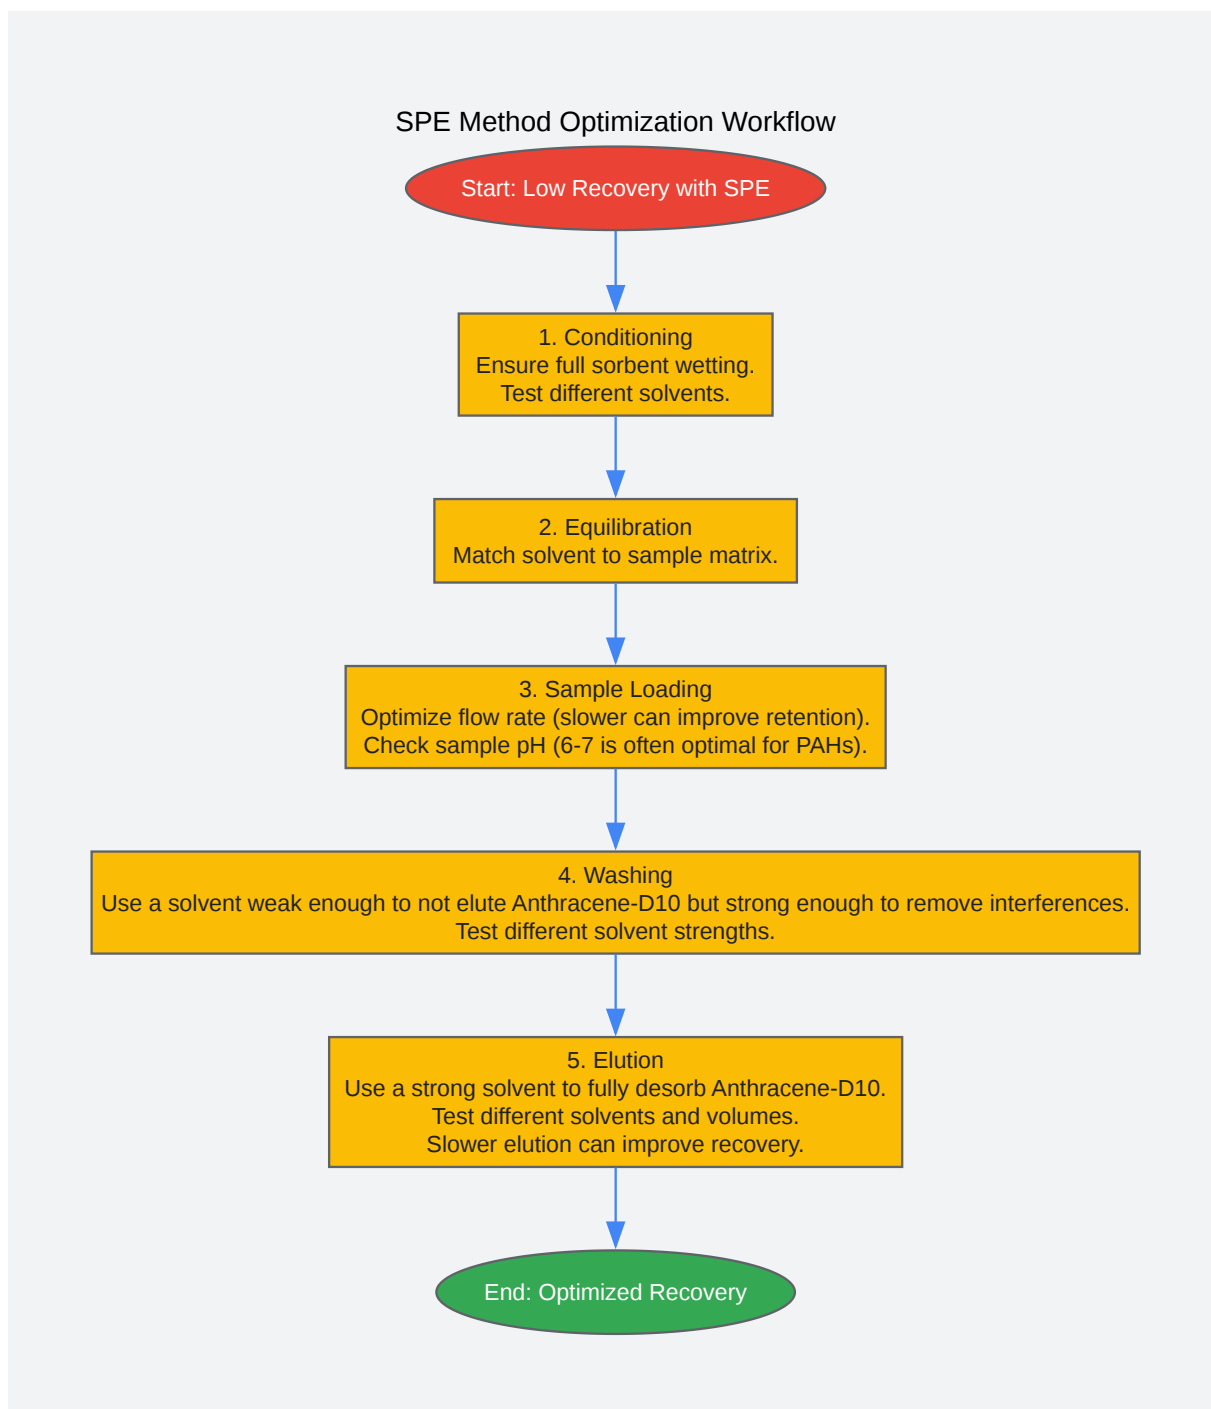 SPE Method Optimization Workflow
Start: Low Recovery with SPE
1. Conditioning
Ensure full sorbent wetting.
Test different solvents.
2. Equilibration
Match solvent to sample matrix.
3. Sample Loading
Optimize flow rate (slower can improve retention).
Check sample pH (6-7 is often optimal for PAHs).
4. Washing
Use a solvent weak enough to not elute Anthracene-D10 but strong enough to remove interferences.
Test different solvent strengths.
5. Elution
Use a strong solvent to fully desorb Anthracene-D10.
Test different solvents and volumes.
Slower elution can improve recovery.
End: Optimized Recovery